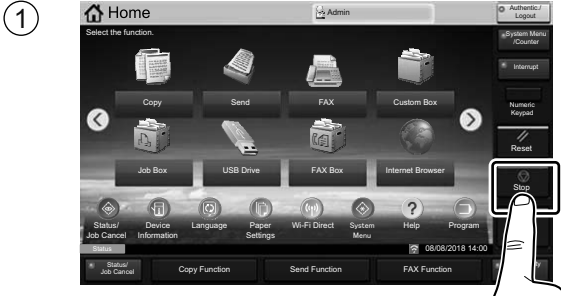 1
Home
Admin
Authentic./
Logout
Select the function.
System Menu
/Counter
Interrupt
Copy
Send
FAX
Custom Box
Numeric
Keypad
Reset
Job Box
USB Drive
FAX Box
Internet Browser
Stop
Status/
Job Cancel
Device
Information
Language
Paper
Settings
Wi-Fi Direct
System
Menu
Help
Program
Status
08/08/2018 14:00
Status/
Job Cancel
Copy Function
Send Function
FAX Function